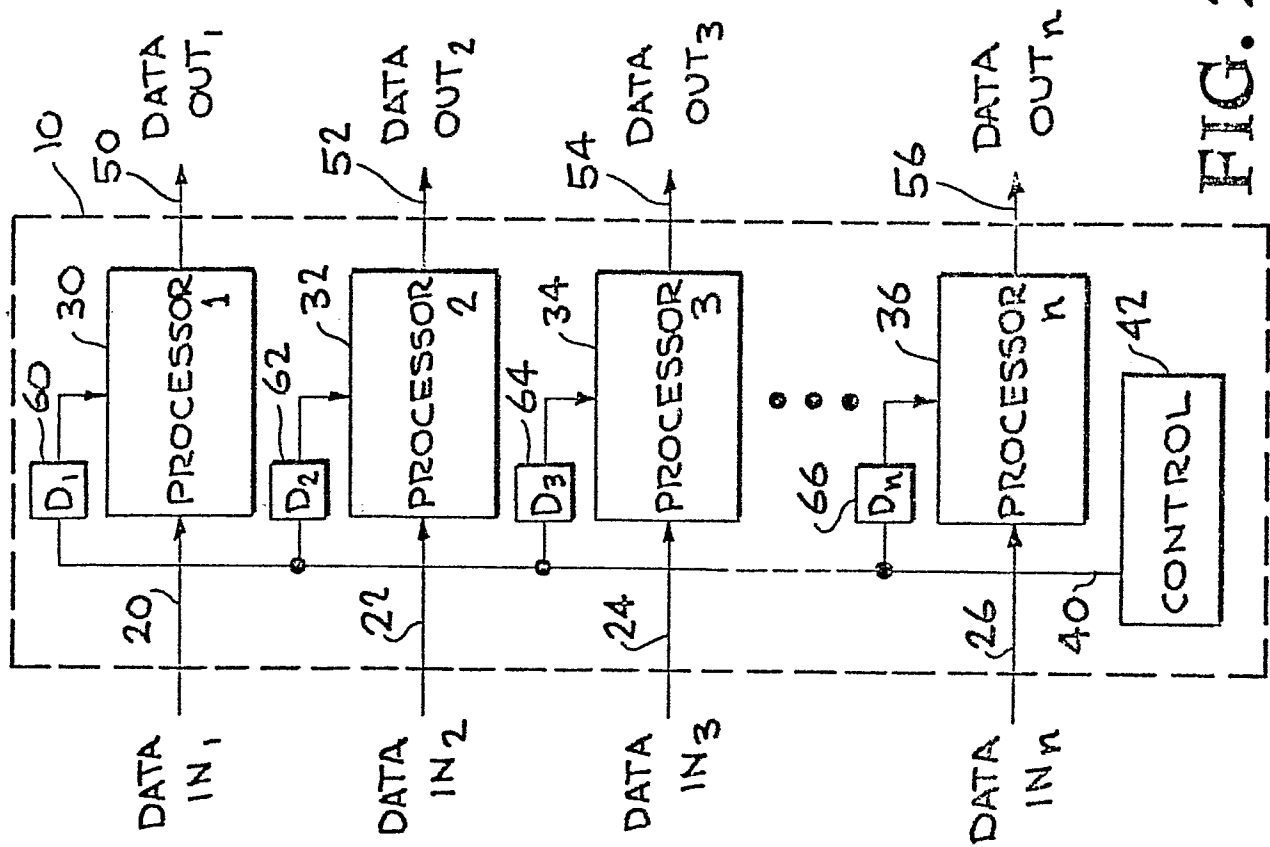 10
DATA
IN₁
20
D₁
60
30
PROCESSOR
1
50
DATA
OUT₁
DATA
IN₂
22
D₂
62
32
PROCESSOR
2
52
DATA
OUT₂
DATA
IN₃
24
D₃
64
34
PROCESSOR
3
54
DATA
OUT₃
DATA
INₙ
26
66
Dₙ
36
PROCESSOR
n
56
DATA
OUTₙ
40
CONTROL
42
FIG.